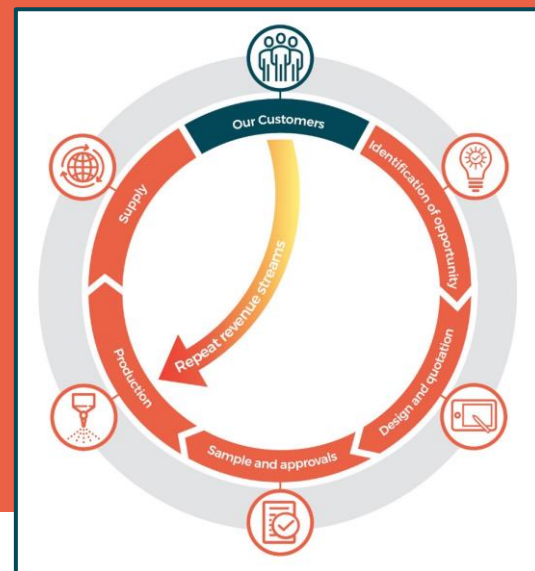 Our Customers
Identification of opportunity
Design and quotation
Sample and approvals
Production
Supply
Repeat revenue streams